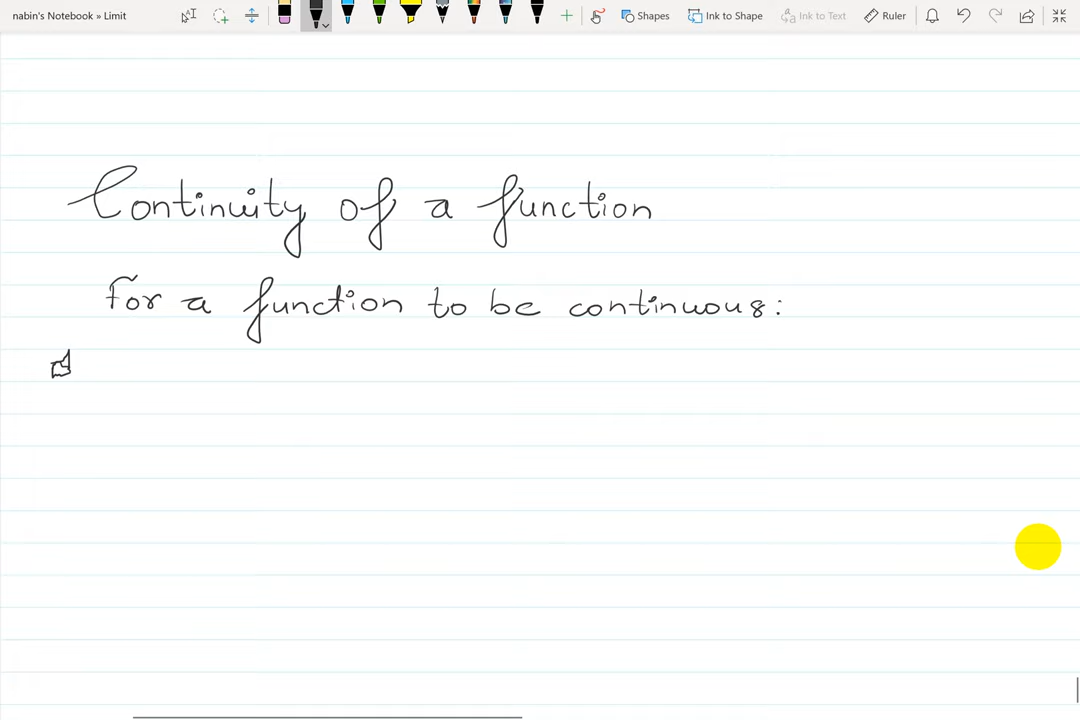 nabin's Notebook » Limit Shapes Ink to Shape Ink to Text Ruler
Continuity of a function
For a function to be continuous: